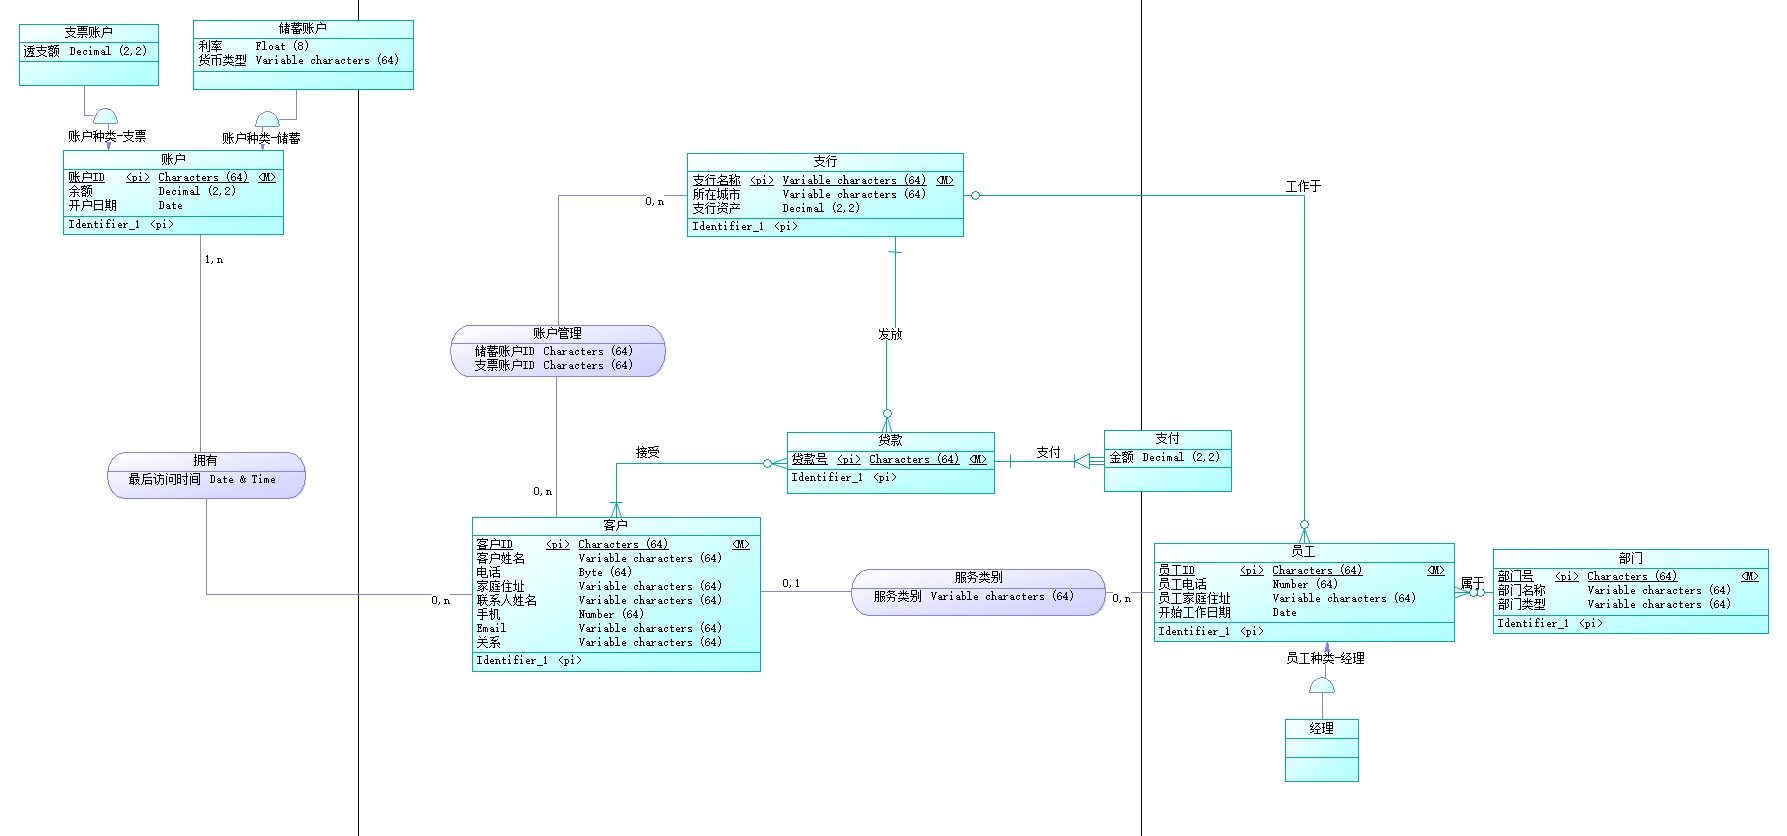 支票账户
透支额 Decimal (2,2)
储蓄账户
利率 Float (8)
货币类型 Variable characters (64)
账户种类-支票
账户种类-储蓄
账户
账户ID <pi> Characters (64) <M>
余额 Decimal (2,2)
开户日期 Date
Identifier_1 <pi>
1,n
拥有
最后访问时间 Date & Time
0,n
支行
支行名称 <pi> Variable characters (64) <M>
所在城市 Variable characters (64)
支行资产 Decimal (2,2)
Identifier_1 <pi>
0,n
工作于
账户管理
储蓄账户ID Characters (64)
支票账户ID Characters (64)
0,n
发放
接受
贷款
贷款号 <pi> Characters (64) <M>
Identifier_1 <pi>
支付
支付
金额 Decimal (2,2)
客户
客户ID <pi> Characters (64) <M>
客户姓名 Variable characters (64)
电话 Byte (64)
家庭住址 Variable characters (64)
联系人姓名 Variable characters (64)
手机 Number (64)
Email Variable characters (64)
关系 Variable characters (64)
Identifier_1 <pi>
0,1
服务类别
服务类别 Variable characters (64)
0,n
员工
员工ID <pi> Characters (64) <M>
员工电话 Number (64)
员工家庭住址 Variable characters (64)
开始工作日期 Date
Identifier_1 <pi>
属于
部门
部门号 <pi> Characters (64) <M>
部门名称 Variable characters (64)
部门类型 Variable characters (64)
Identifier_1 <pi>
员工种类-经理
经理